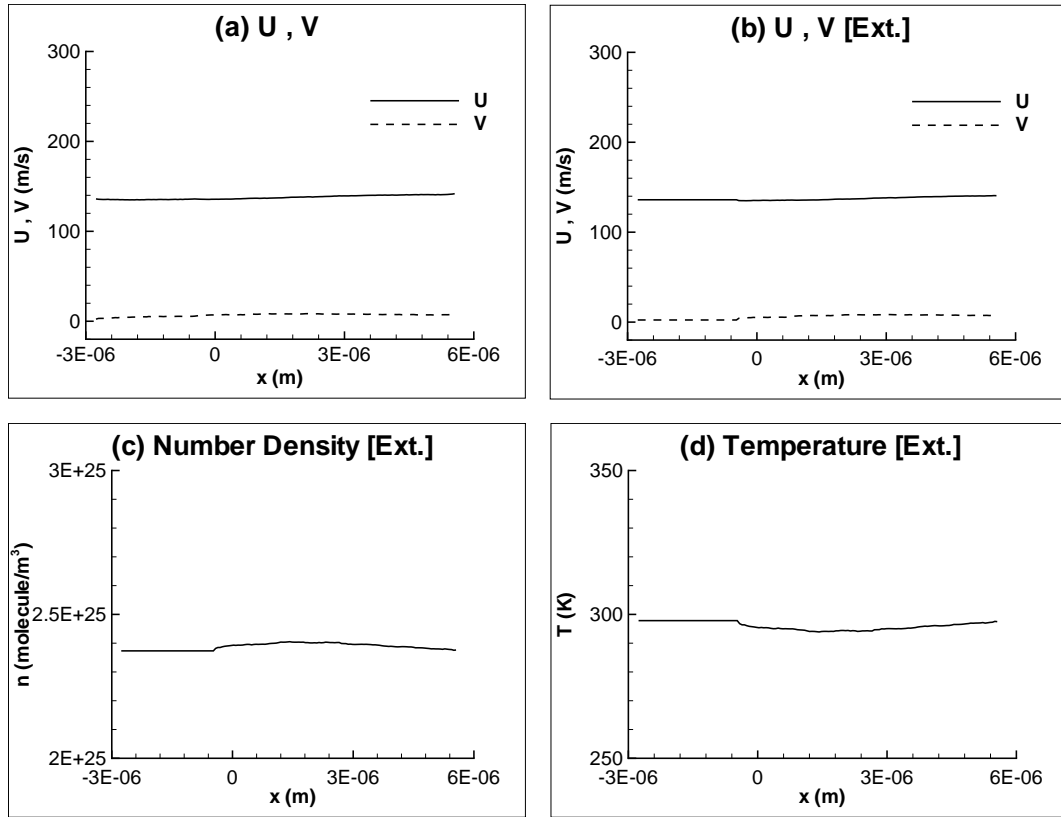 (a) U , V
300
200
100
0
U , V (m/s)
U
V
-3E-06 0 3E-06 6E-06
x (m)
(b) U , V [Ext.]
300
200
100
0
U , V (m/s)
U
V
-3E-06 0 3E-06 6E-06
x (m)
(c) Number Density [Ext.]
3E+25
2.5E+25
2E+25
n (molecule/m³)
-3E-06 0 3E-06 6E-06
x (m)
(d) Temperature [Ext.]
350
300
250
T (K)
-3E-06 0 3E-06 6E-06
x (m)